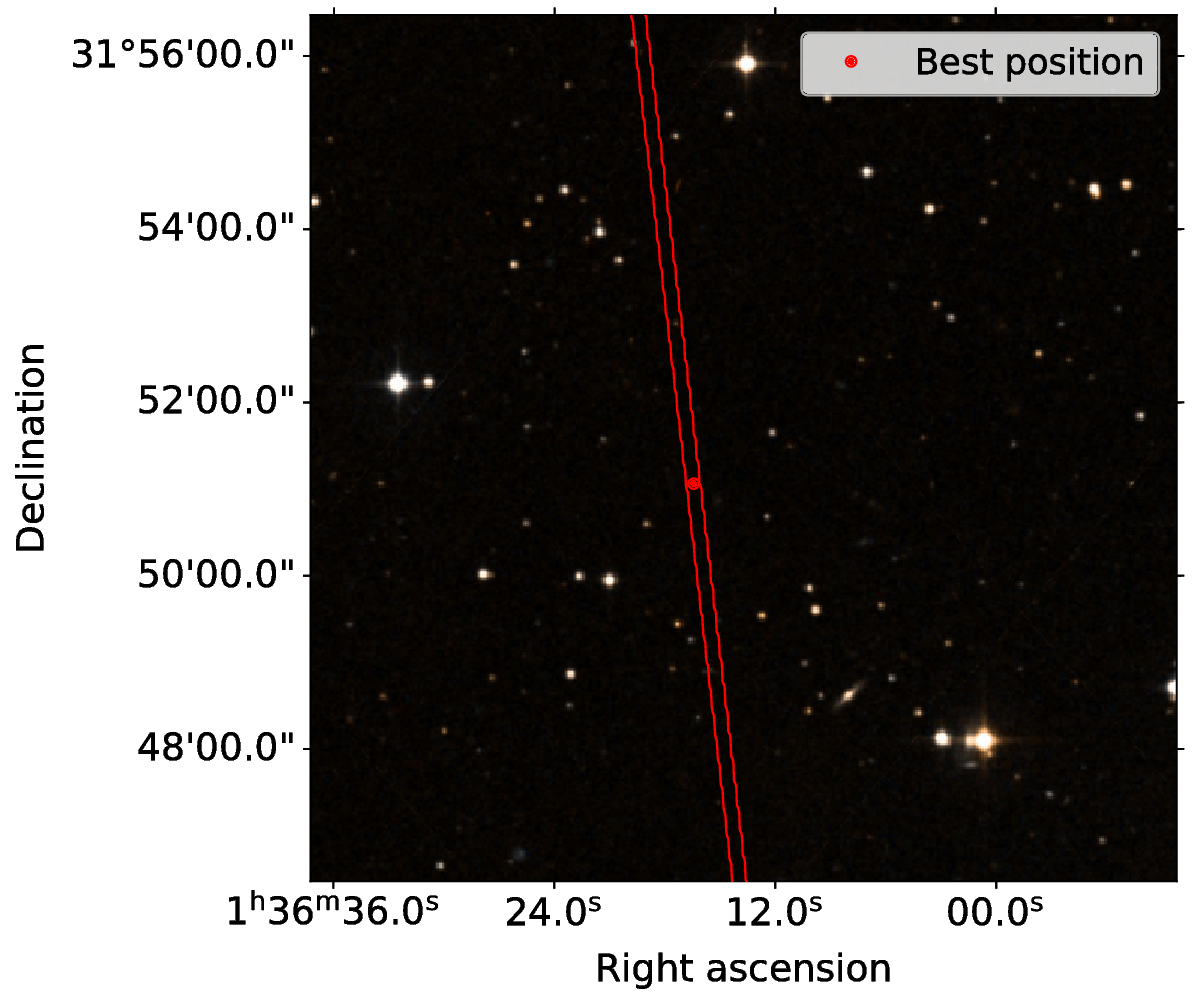 31°56'00.0"
Best position
54'00.0"
52'00.0"
50'00.0"
48'00.0"
Declination
1ʰ36ᵐ36.0ˢ 24.0ˢ 12.0ˢ 00.0ˢ
Right ascension